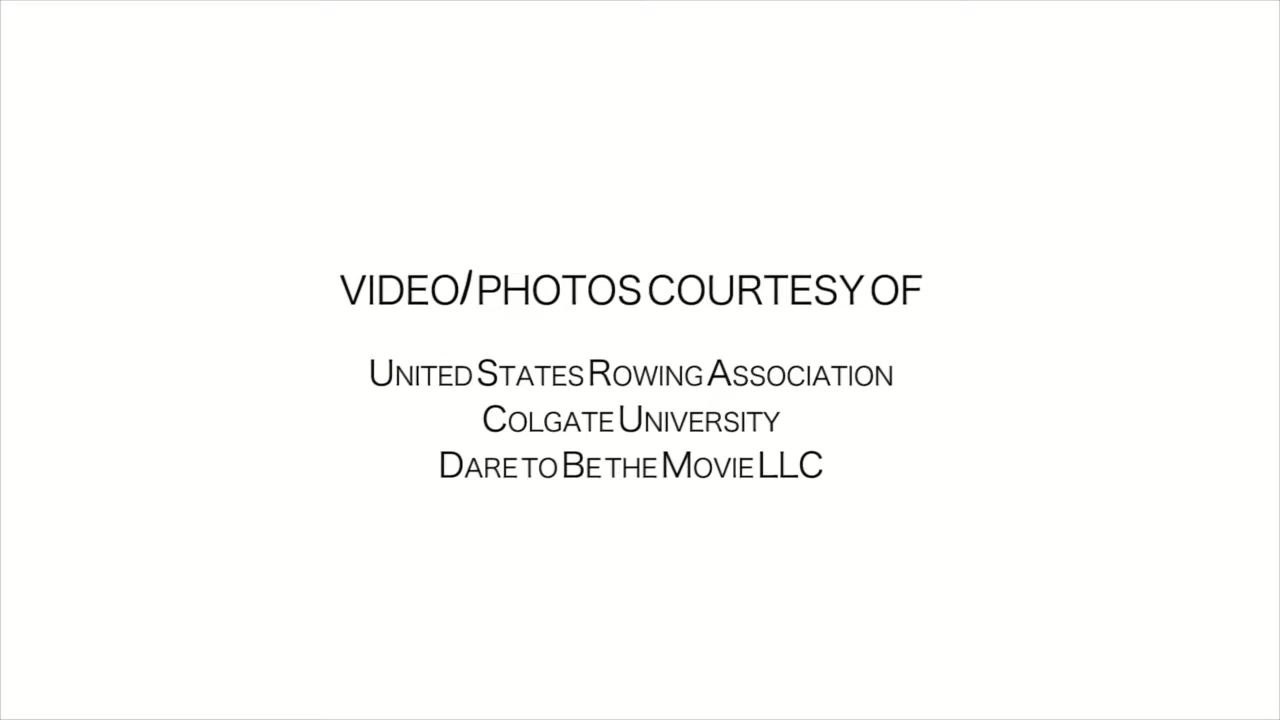 VIDEO/PHOTOS COURTESY OF
UNITED STATES ROWING ASSOCIATION
COLGATE UNIVERSITY
DARE TO BE THE MOVIE LLC